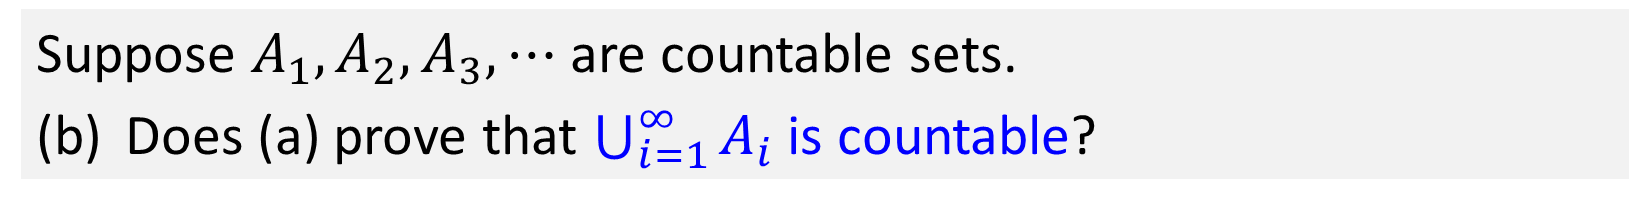 Suppose A₁, A₂, A₃, ⋯ are countable sets.
(b) Does (a) prove that ⋃ᵢ₌₁^∞ Aᵢ is countable?